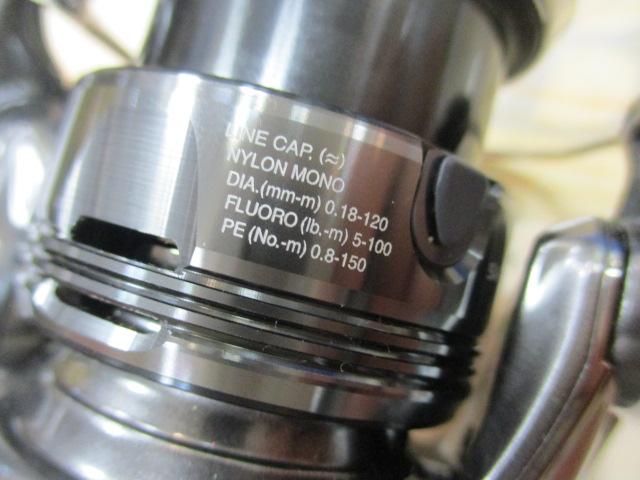 LINE CAP. (≈)
NYLON MONO
DIA.(mm-m) 0.18-120
FLUORO (lb.-m) 5-100
PE (No.-m) 0.8-150